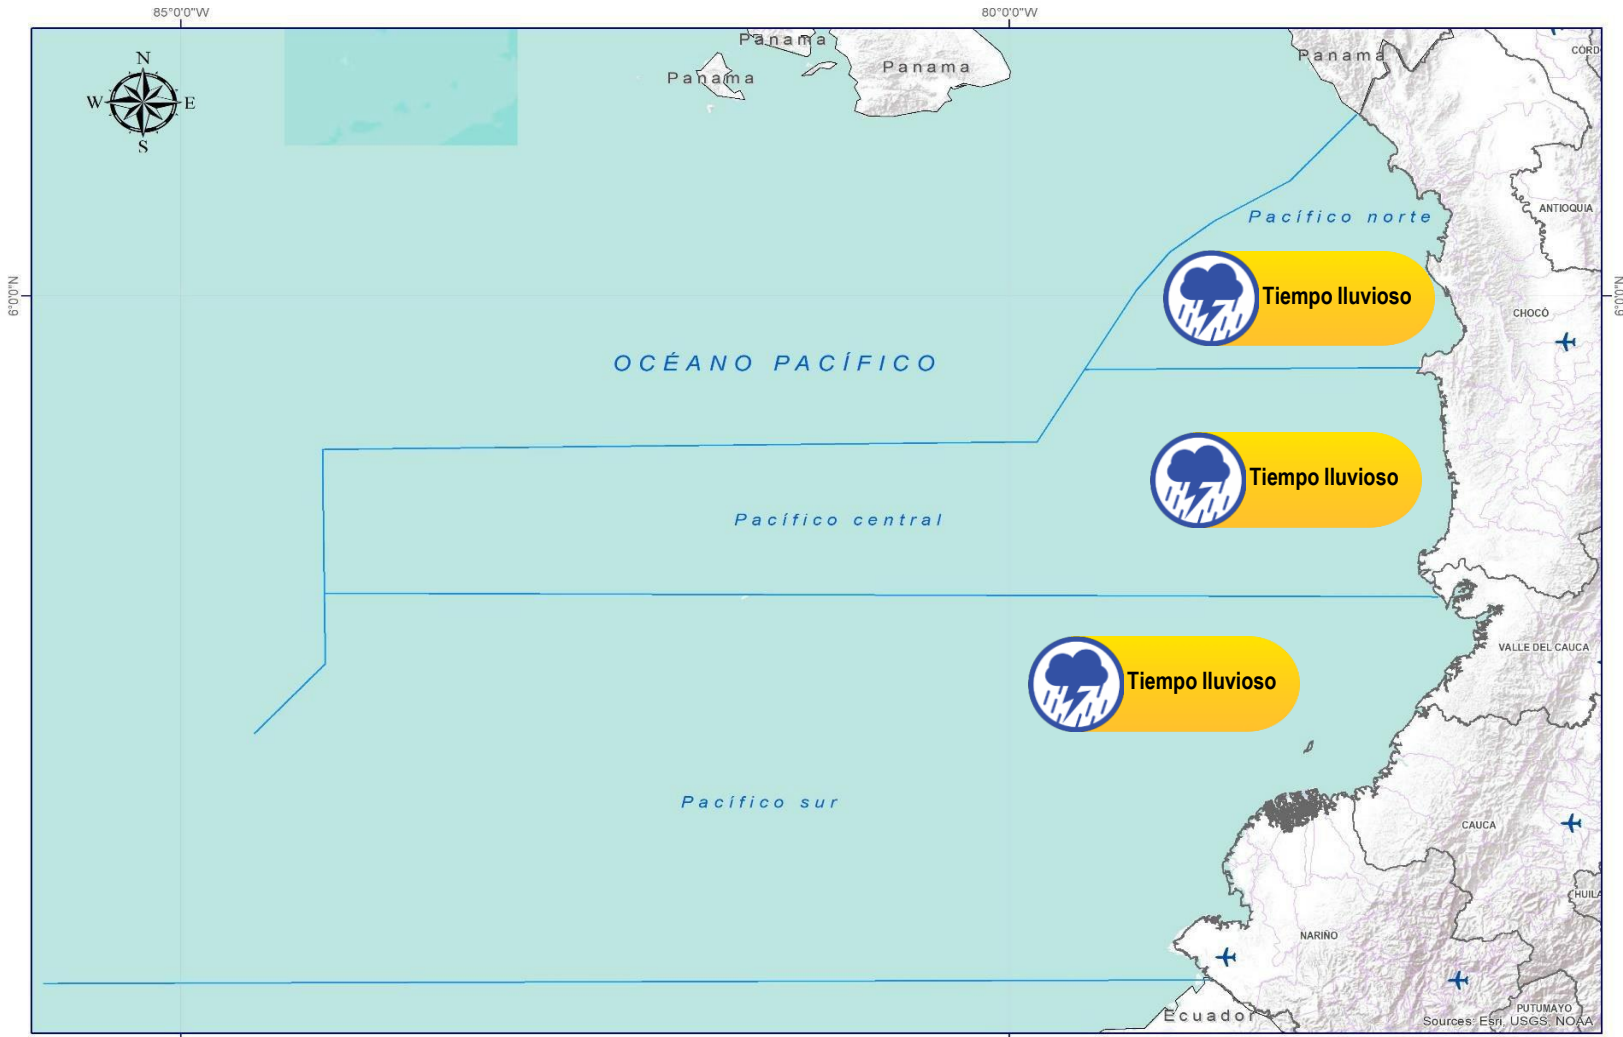 85°0'0"W
80°0'0"W
Panama
Panama
Panama
Panama
CÓRD
N
W
E
S
ANTIOQUIA
Pacífico norte
6°0'0"N
6°0'0"N
Tiempo lluvioso
CHOCÓ
OCÉANO PACÍFICO
Tiempo lluvioso
Pacífico central
VALLE DEL CAUCA
Tiempo lluvioso
Pacífico sur
CAUCA
HUILA
NARIÑO
PUTUMAYO
Ecuador
Sources: Esri, USGS, NOAA